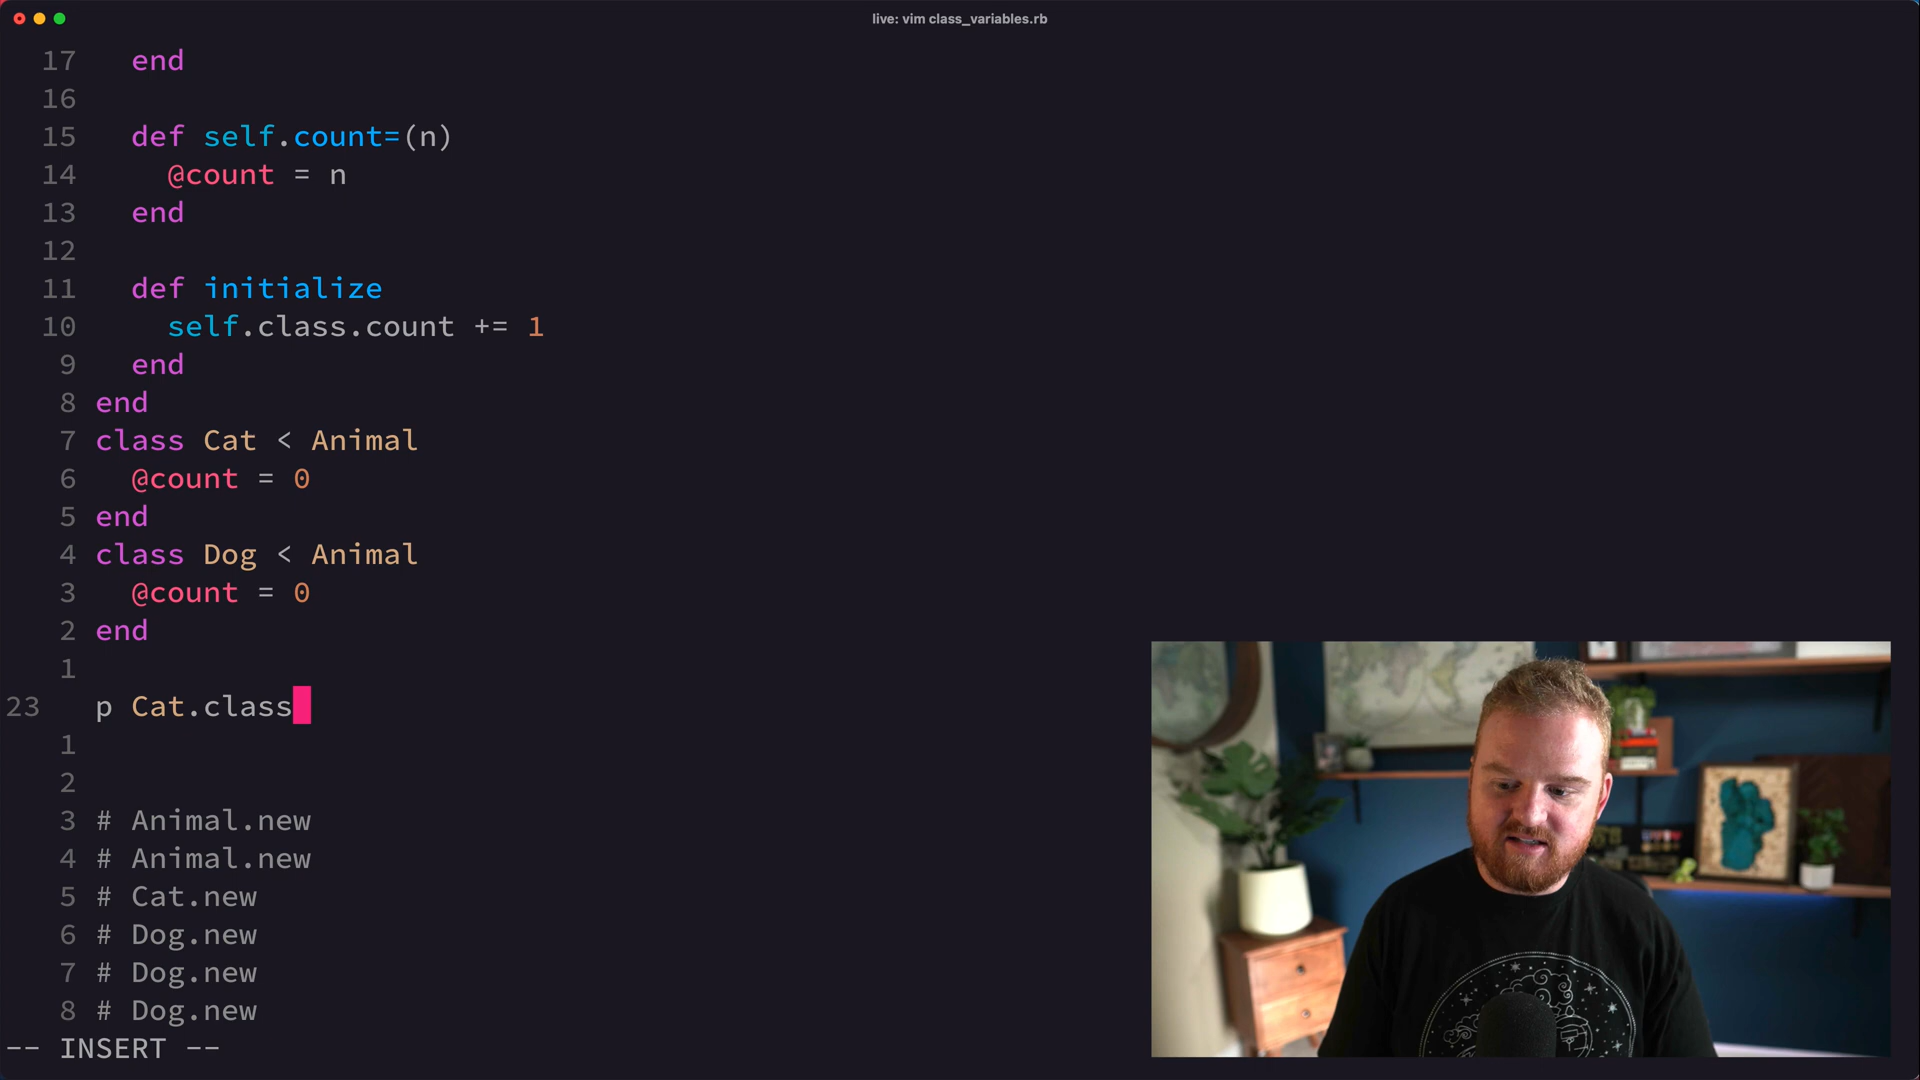 live: vim class_variables.rb
17 end
16
15 def self.count=(n)
14 @count = n
13 end
12
11 def initialize
10 self.class.count += 1
9 end
8 end
7 class Cat < Animal
6 @count = 0
5 end
4 class Dog < Animal
3 @count = 0
2 end
1
23 p Cat.class
1
2
3 # Animal.new
4 # Animal.new
5 # Cat.new
6 # Dog.new
7 # Dog.new
8 # Dog.new
-- INSERT --